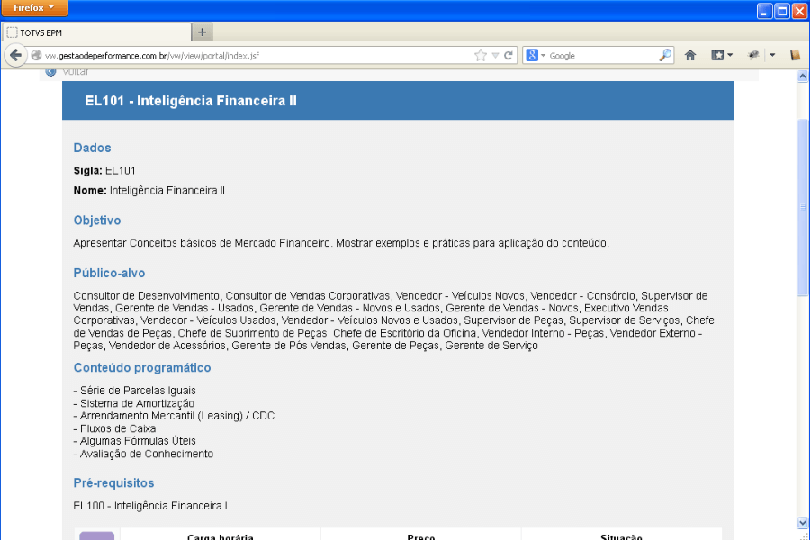 Firefox
TOTVS EPM
vw.gestaodeperformance.com.br/vw/view/portal/index.jsf
Google
Voltar
EL101 - Inteligência Financeira II
Dados
Sigla: EL101
Nome: Inteligência Financeira II
Objetivo
Apresentar Conceitos básicos de Mercado Financeiro. Mostrar exemplos e práticas para aplicação do conteúdo.
Público-alvo
Consultor de Desenvolvimento, Consultor de Vendas Corporativas, Vendedor - Veículos Novos, Vendedor - Consórcio, Supervisor de
Vendas, Gerente de Vendas - Usados, Gerente de Vendas - Novos e Usados, Gerente de Vendas - Novos, Executivo Vendas
Corporativas, Vendedor - Veículos Usados, Vendedor - Veículos Novos e Usados, Supervisor de Peças, Supervisor de Serviços, Chefe
de Vendas de Peças, Chefe de Suprimento de Peças, Chefe de Escritório da Oficina, Vendedor Interno - Peças, Vendedor Externo -
Peças, Vendedor de Acessórios, Gerente de Pós Vendas, Gerente de Peças, Gerente de Serviço
Conteúdo programático
- Série de Parcelas Iguais
- Sistema de Amortização
- Arrendamento Mercantil (Leasing) / CDC
- Fluxos de Caixa
- Algumas Fórmulas Úteis
- Avaliação de Conhecimento
Pré-requisitos
EL100 - Inteligência Financeira I
Carga horária Preço Situação